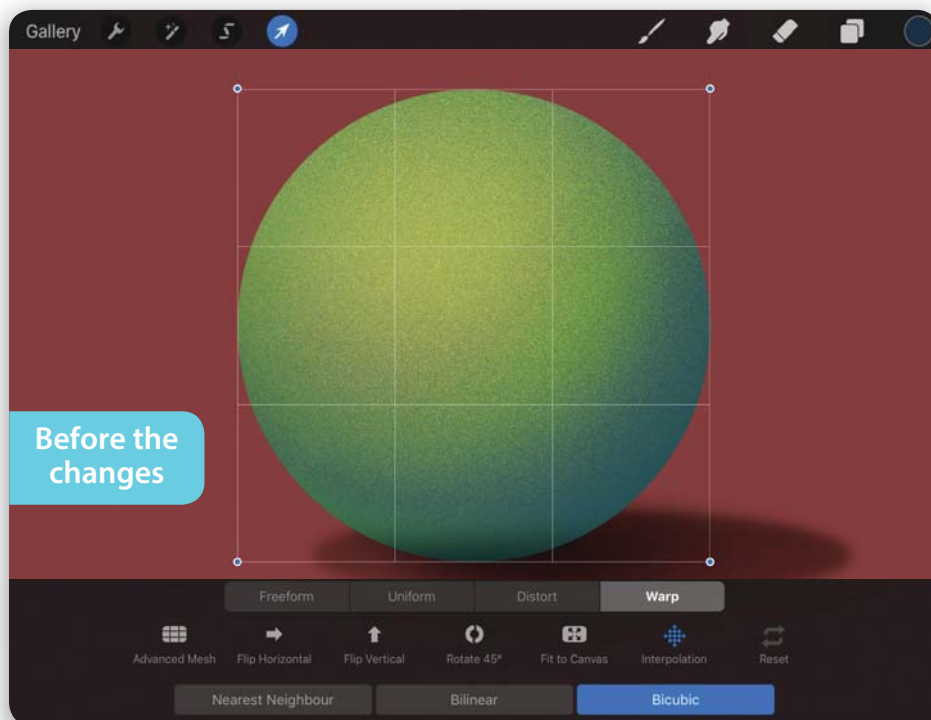 Gallery
Before the
changes
Freeform Uniform Distort Warp
Advanced Mesh Flip Horizontal Flip Vertical Rotate 45° Fit to Canvas Interpolation Reset
Nearest Neighbour Bilinear Bicubic